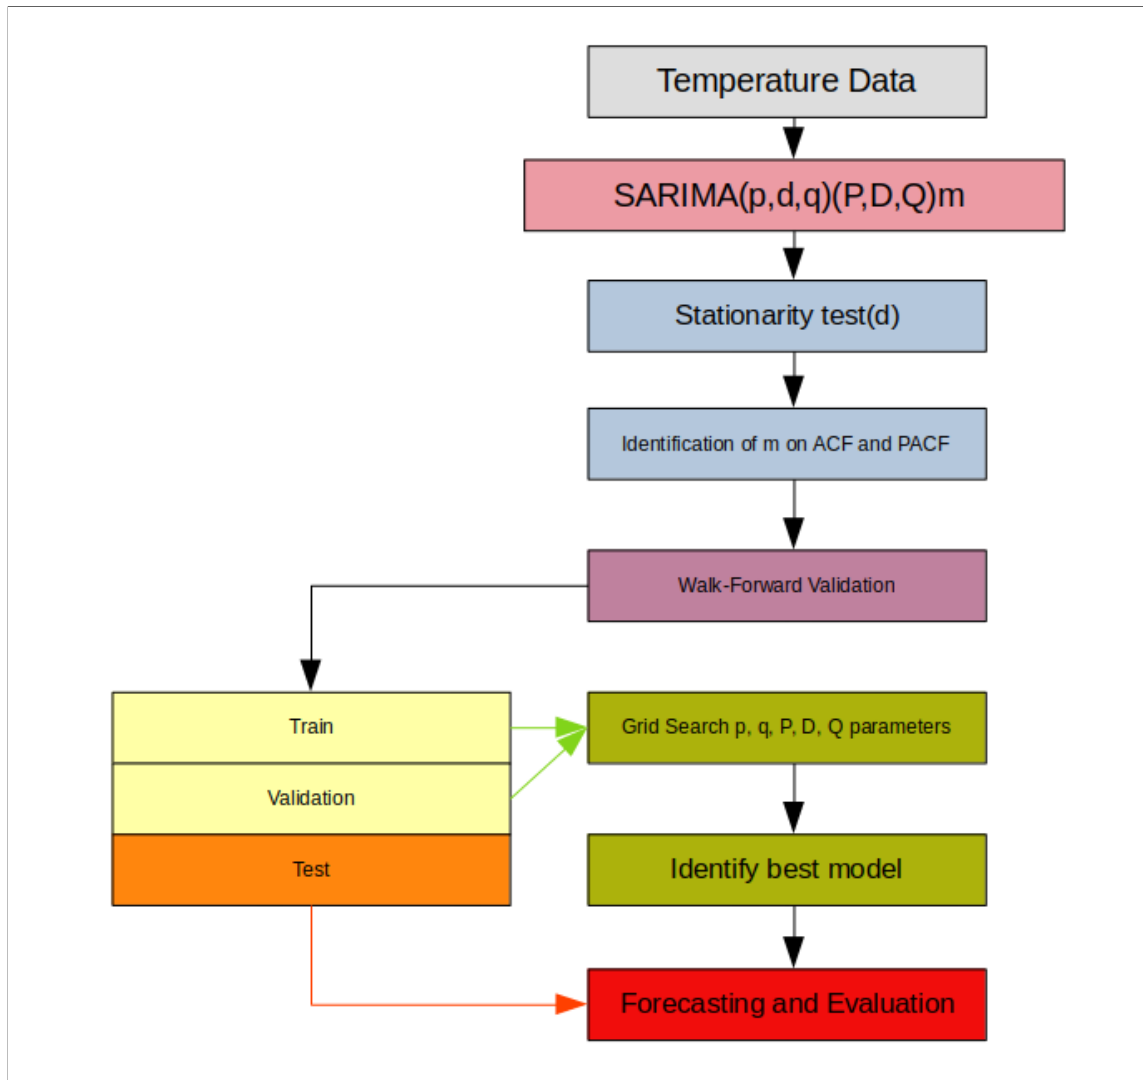 Temperature Data
SARIMA(p,d,q)(P,D,Q)m
Stationarity test(d)
Identification of m on ACF and PACF
Walk-Forward Validation
Train
Validation
Test
Grid Search p, q, P, D, Q parameters
Identify best model
Forecasting and Evaluation